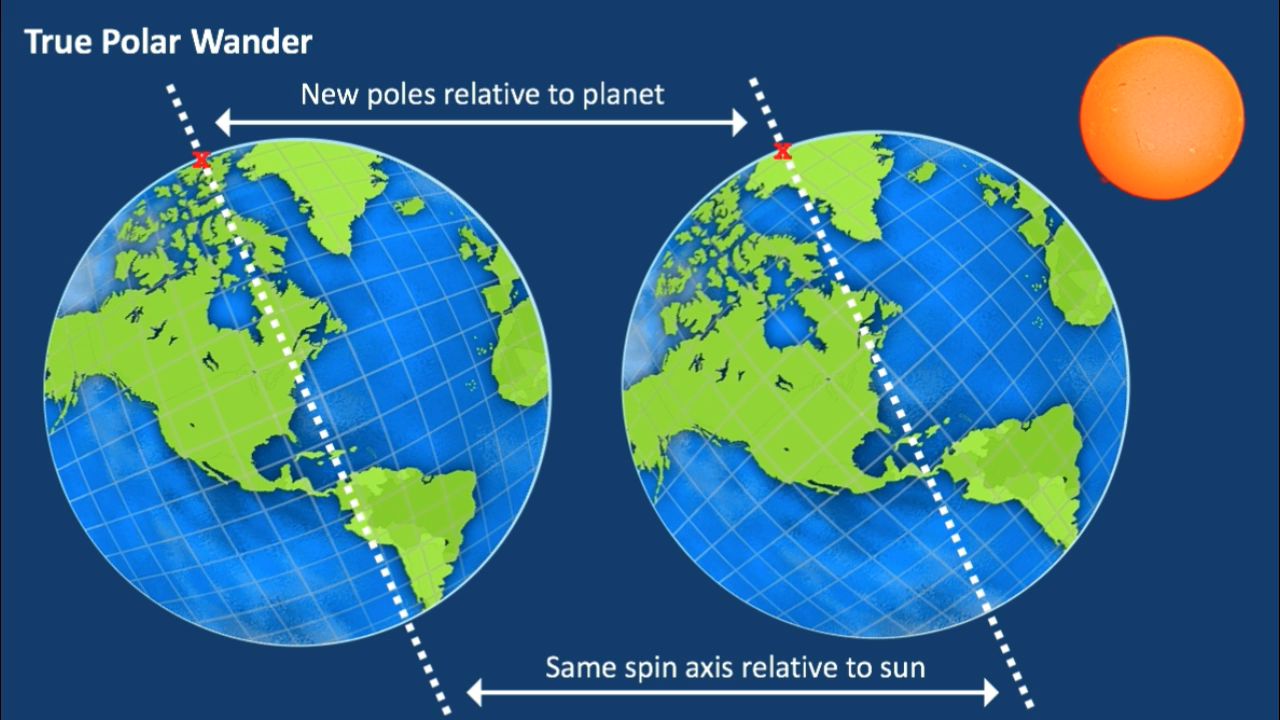 True Polar Wander
New poles relative to planet
x
x
Same spin axis relative to sun